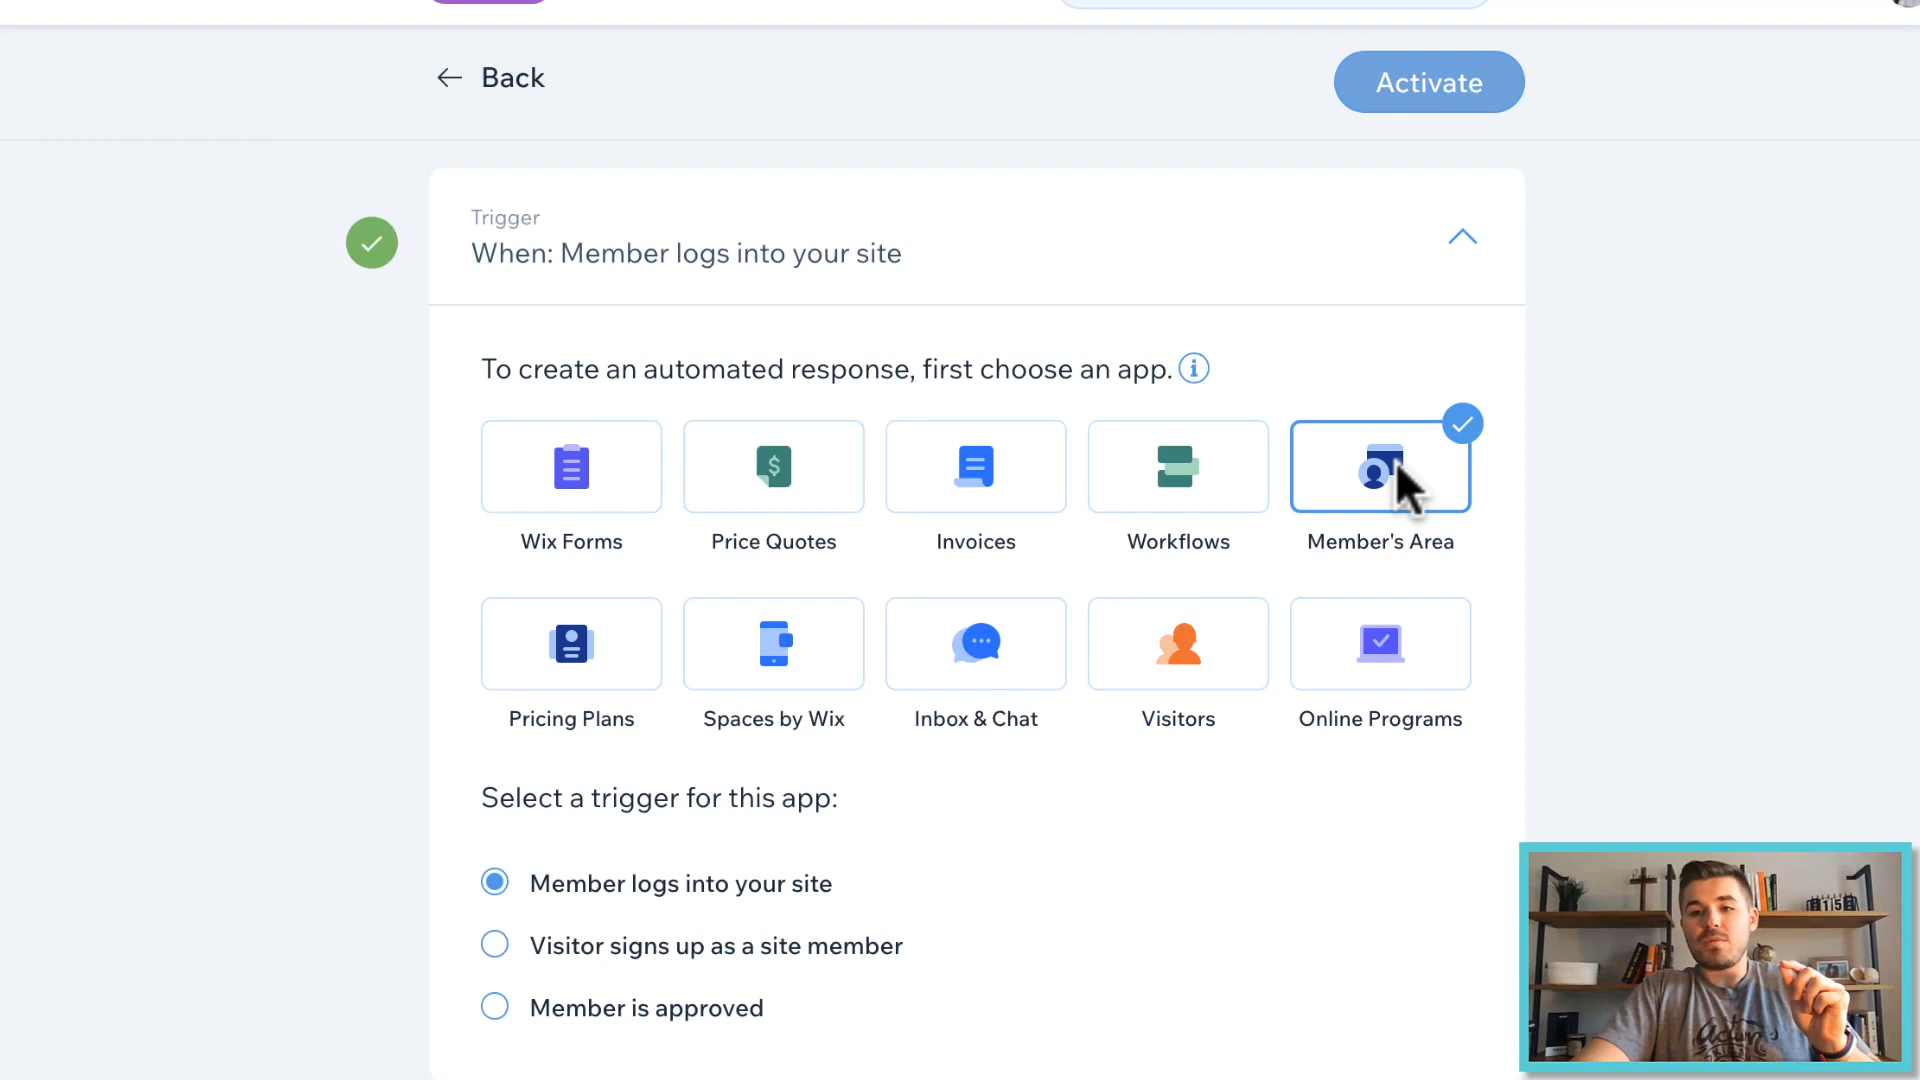 Back
Activate
Trigger
When: Member logs into your site
To create an automated response, first choose an app.
Wix Forms
Price Quotes
Invoices
Workflows
Member's Area
Pricing Plans
Spaces by Wix
Inbox & Chat
Visitors
Online Programs
Select a trigger for this app:
Member logs into your site
Visitor signs up as a site member
Member is approved